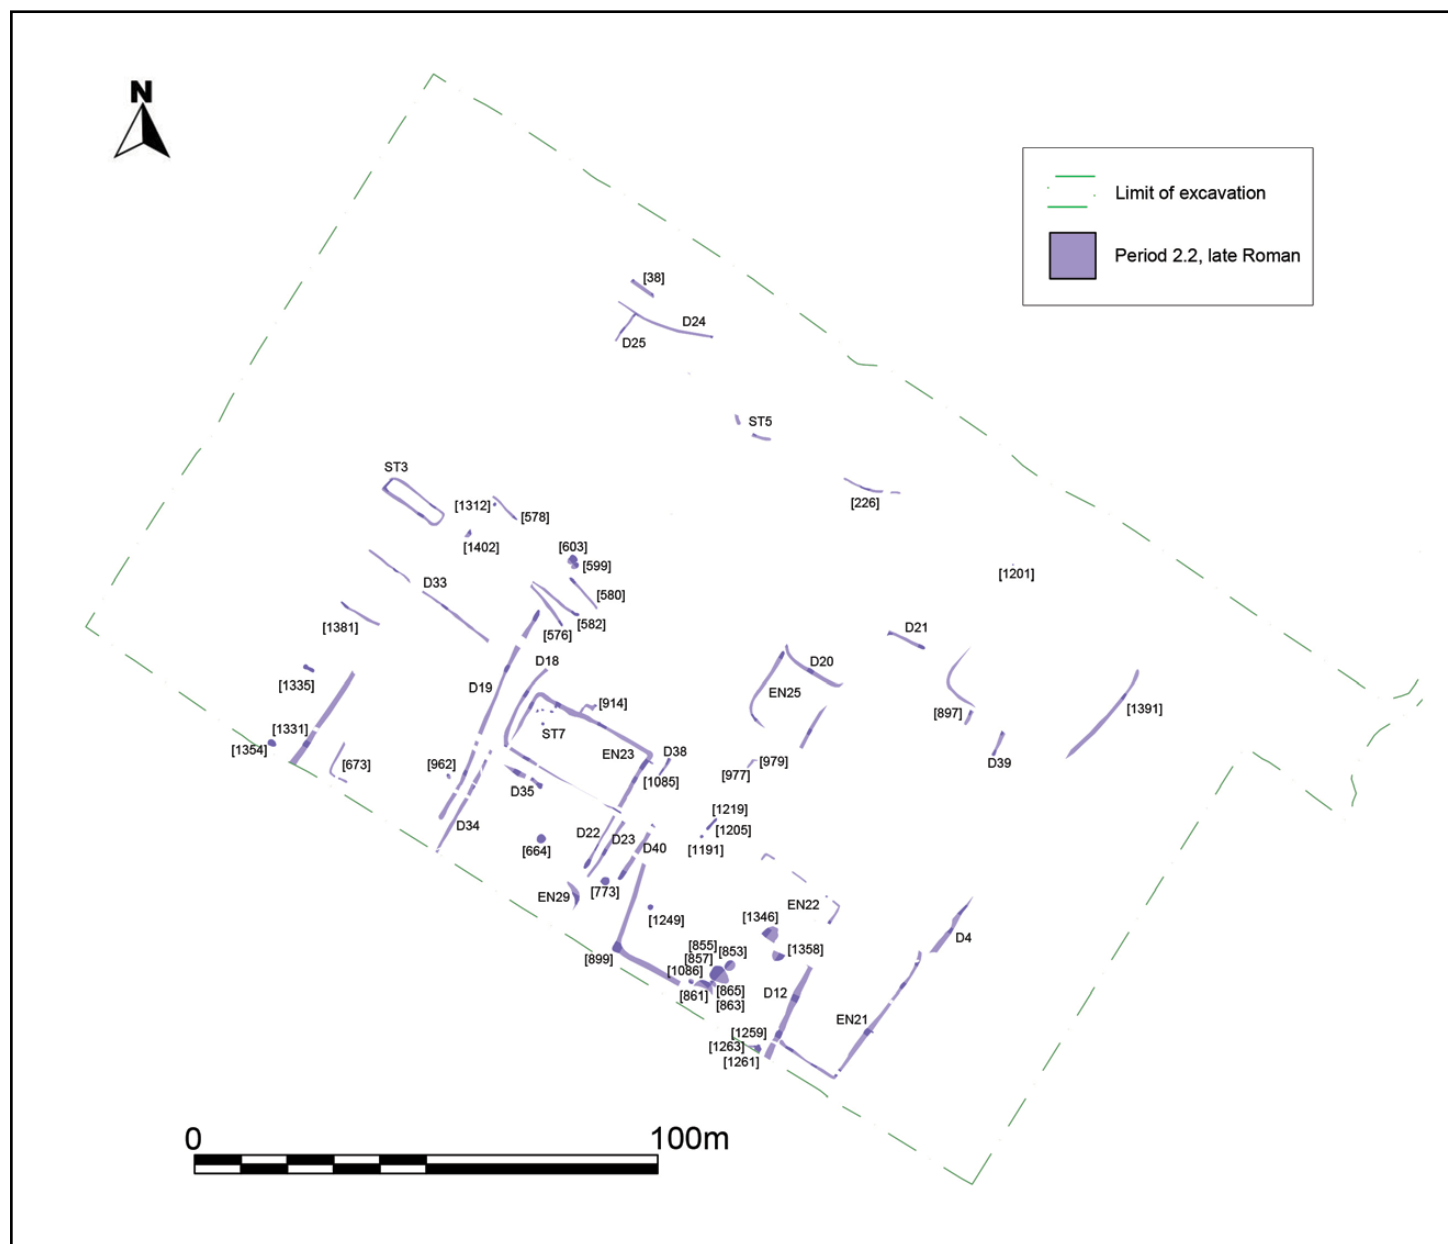 N
Limit of excavation
Period 2.2, late Roman
[38]
D24
D25
ST5
ST3
[1312]
[578]
[226]
[1402]
[603]
[599]
[1201]
D33
[580]
[582]
[576]
[1381]
D21
D18
D20
[1335]
D19
EN25
[914]
[897]
[1391]
[1331]
ST7
[1354]
EN23
D38
D39
[673]
[962]
[979]
[977]
[1085]
D35
[1219]
D34
D22
D23
[1205]
D40
[664]
[1191]
EN29
[773]
EN22
[1249]
[1346]
D4
[855]
[853]
[1358]
[857]
[899]
[1086]
[861]
[865]
D12
[863]
EN21
[1259]
[1263]
[1261]
0
100m